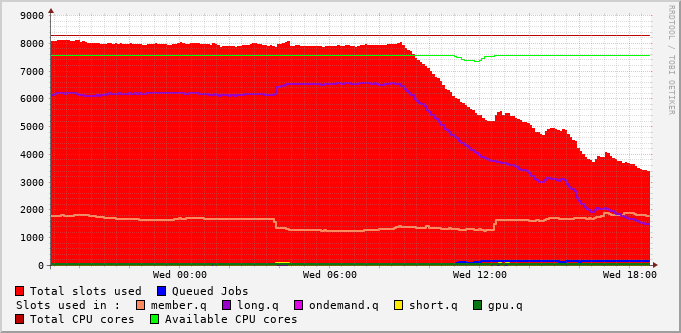 9000
8000
7000
6000
5000
4000
3000
2000
1000
0
Wed 00:00 Wed 06:00 Wed 12:00 Wed 18:00
RRDTOOL / TOBI OETIKER
Total slots used Queued Jobs
Slots used in : member.q long.q ondemand.q short.q gpu.q
Total CPU cores Available CPU cores